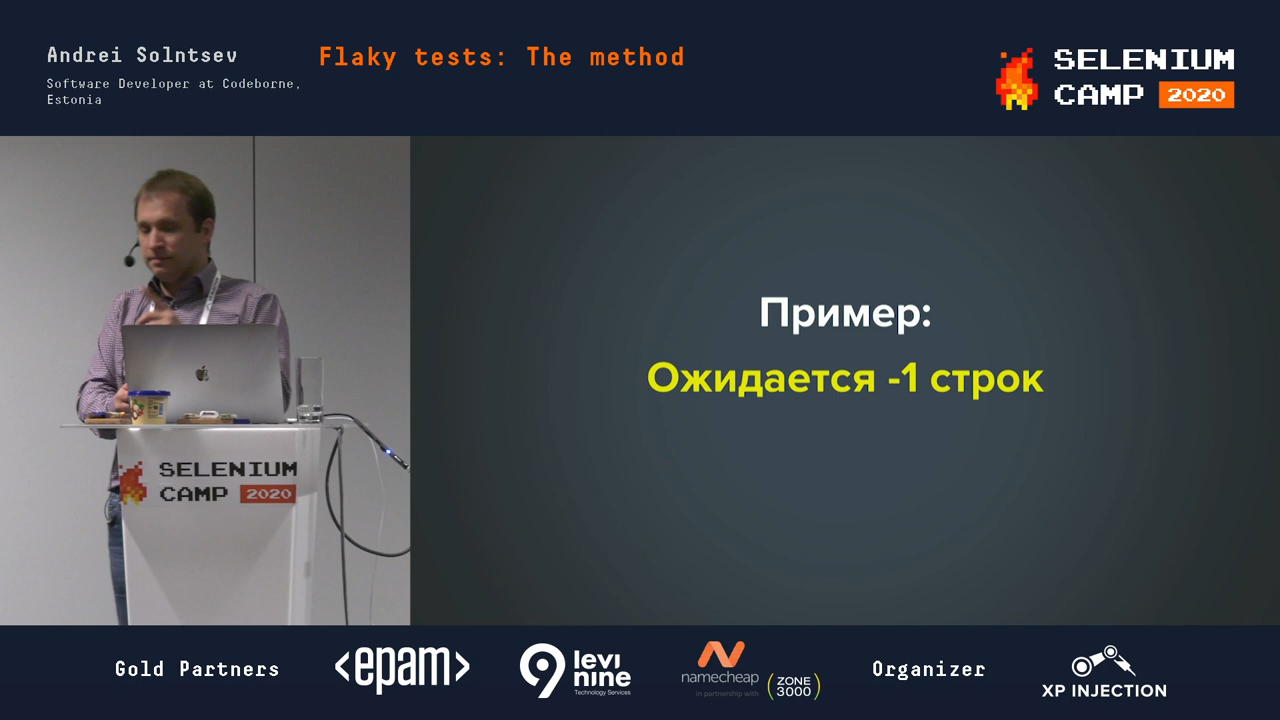 Andrei Solntsev
Software Developer at Codeborne,
Estonia
Flaky tests: The method
SELENIUM
CAMP 2020
Пример:
Ожидается -1 строк
SELENIUM
CAMP 2020
Gold Partners
<epam>
9 levi
nine
Technology Services
namecheap
in partnership with
ZONE
3000
Organizer
XP INJECTION